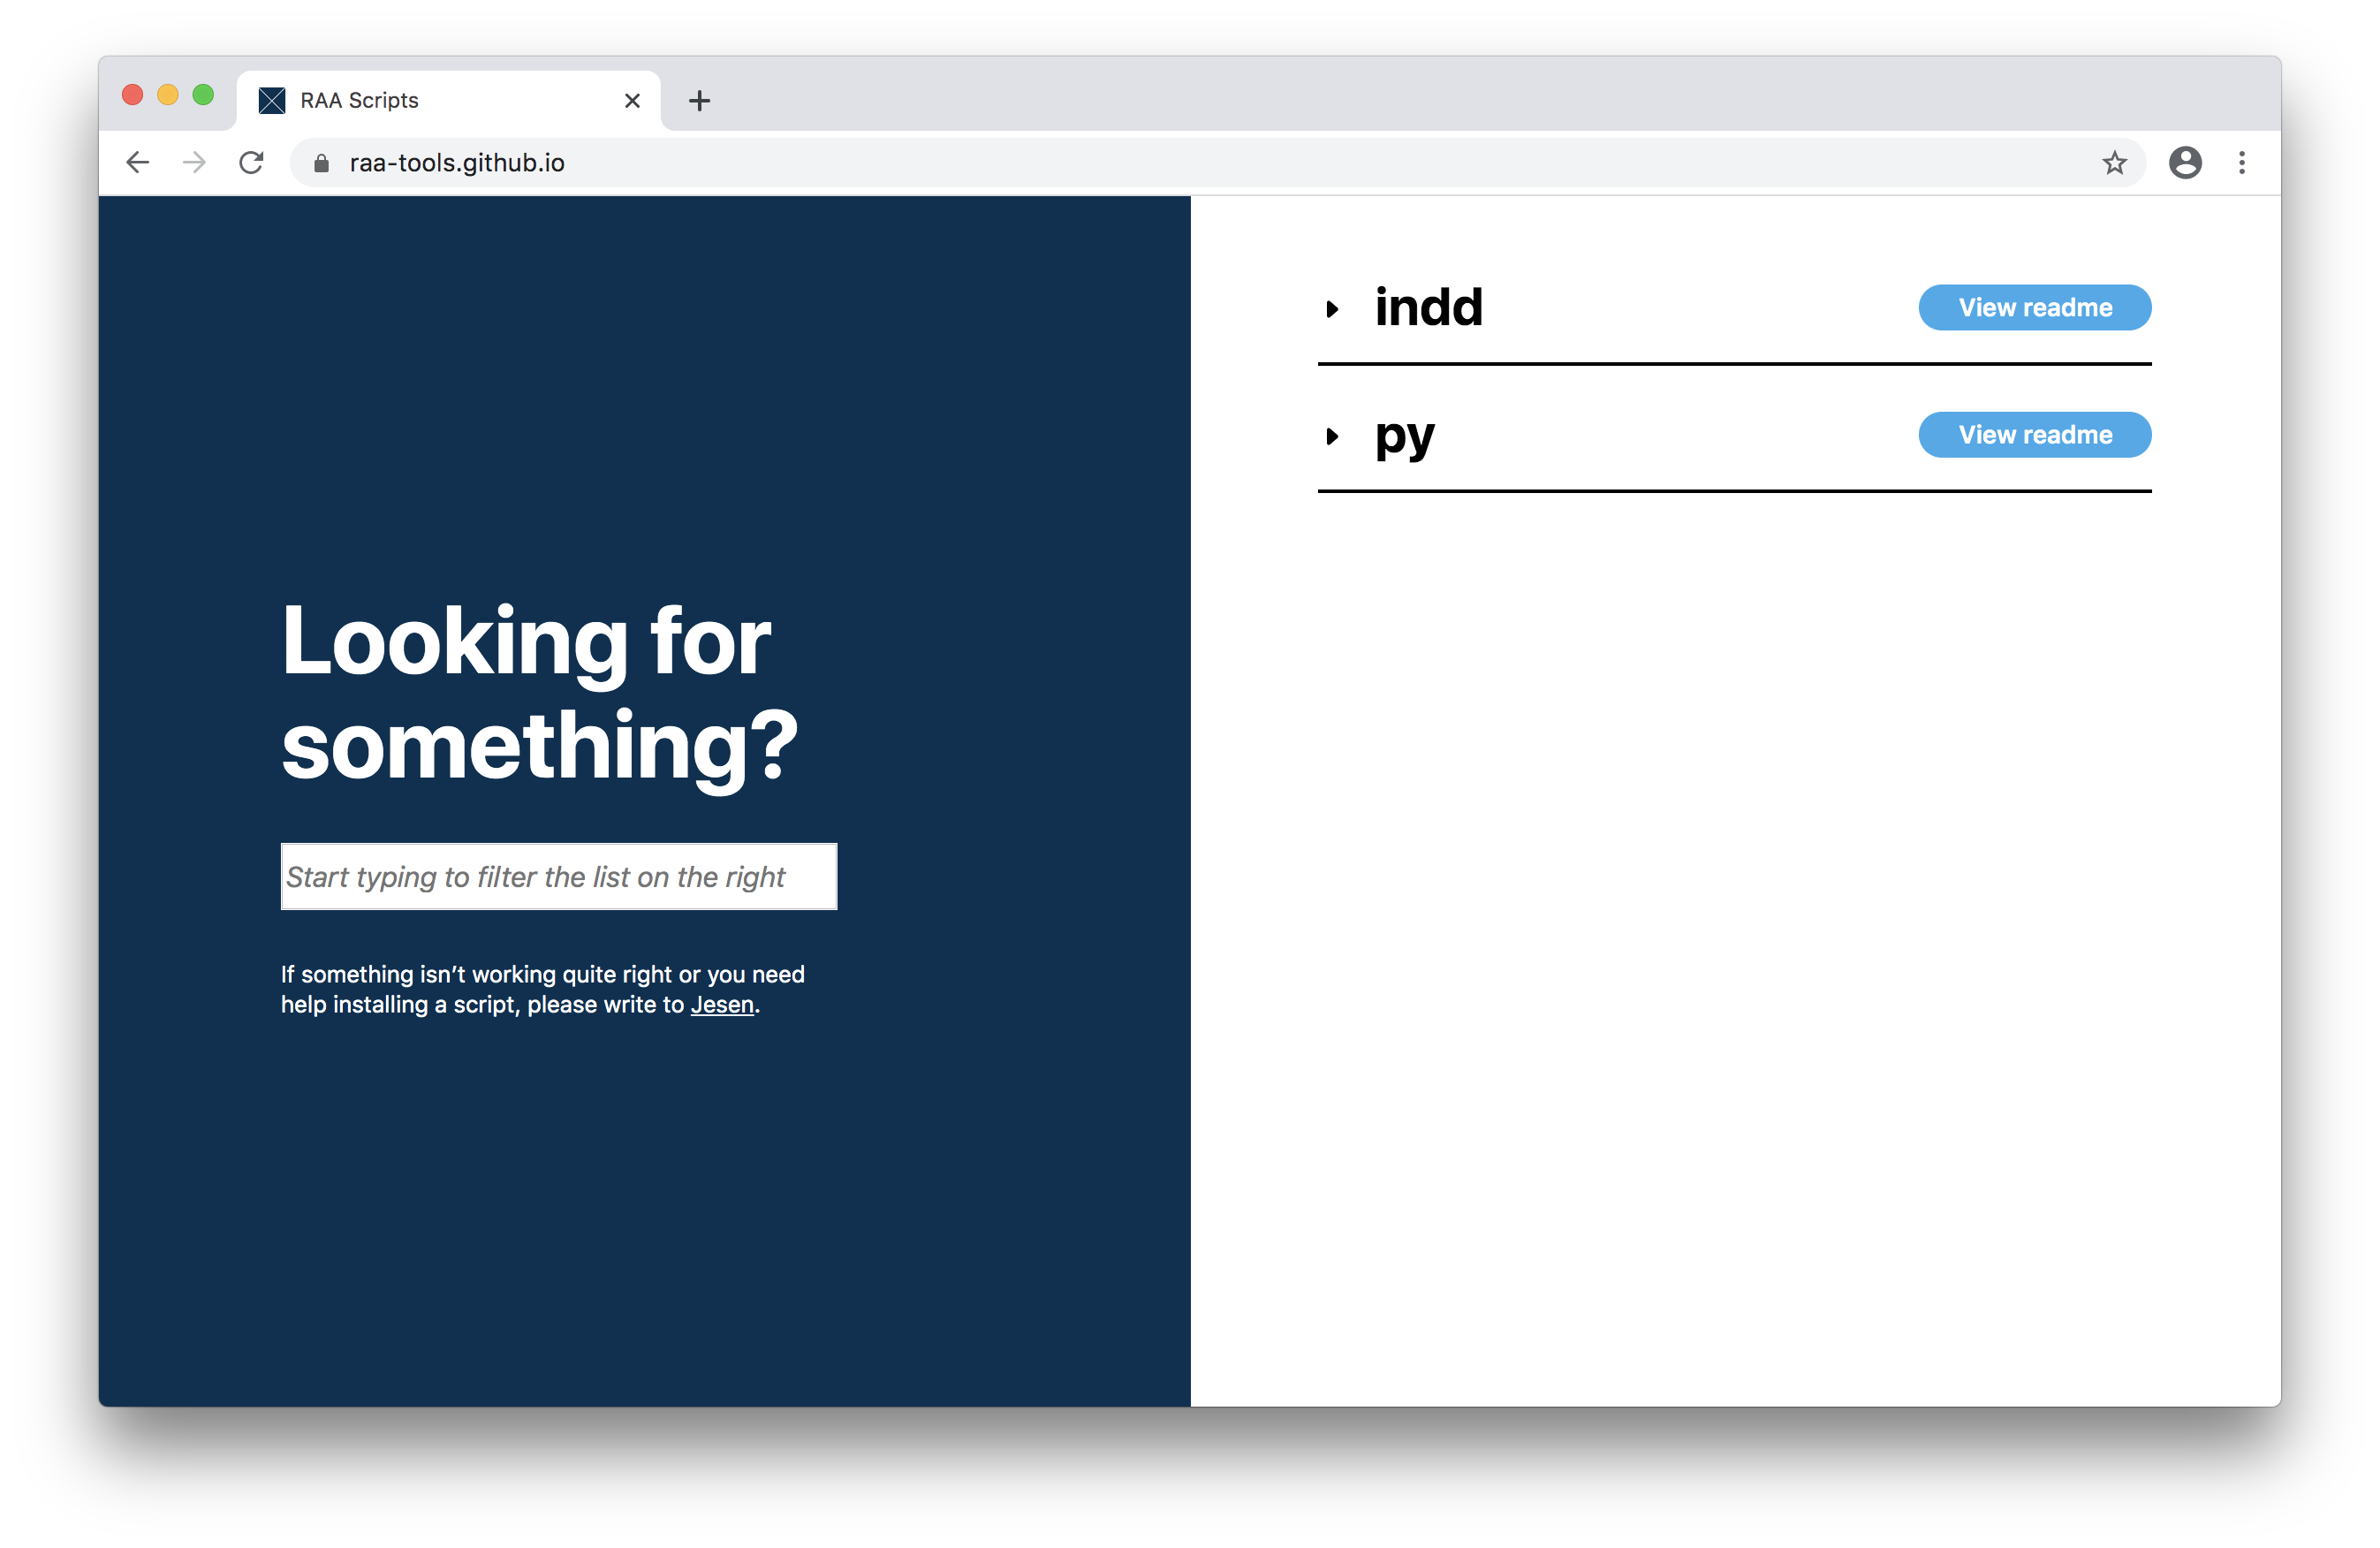 RAA Scripts
raa-tools.github.io
Looking for
something?
Start typing to filter the list on the right
If something isn’t working quite right or you need
help installing a script, please write to Jesen.
indd
View readme
py
View readme